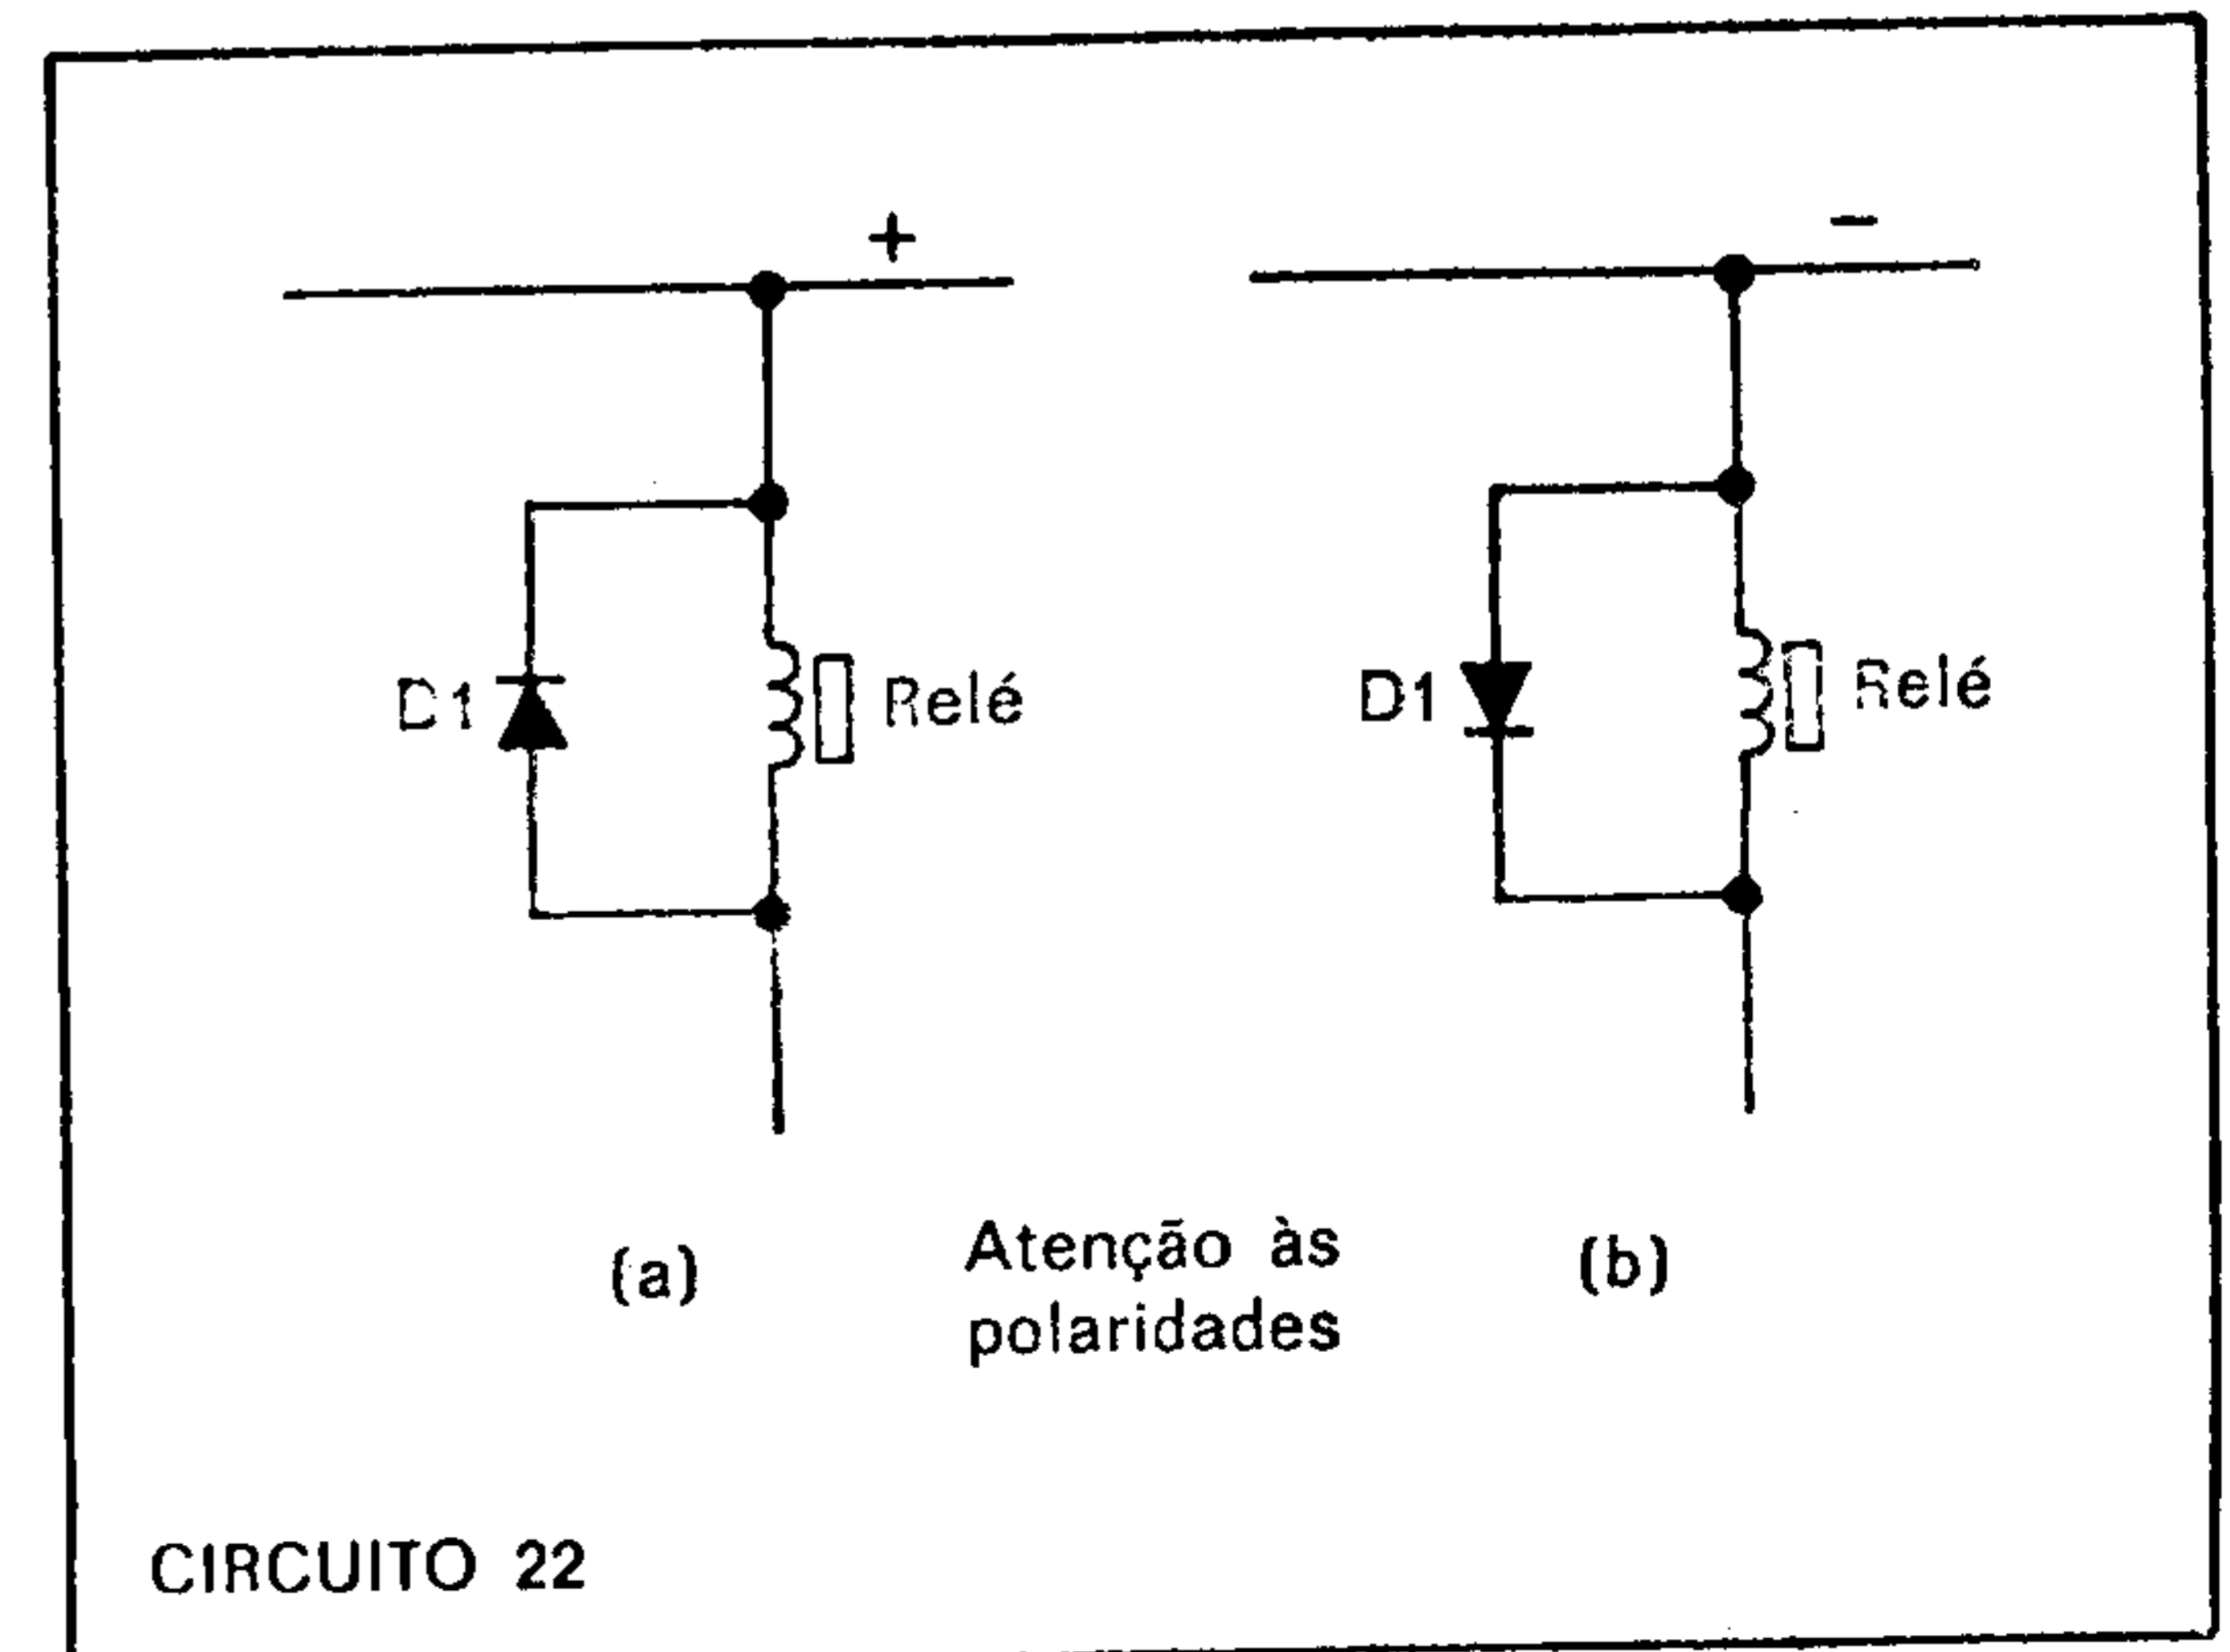 +
−
D1
Relé
D1
Relé
(a)
Atenção às
polaridades
(b)
CIRCUITO 22